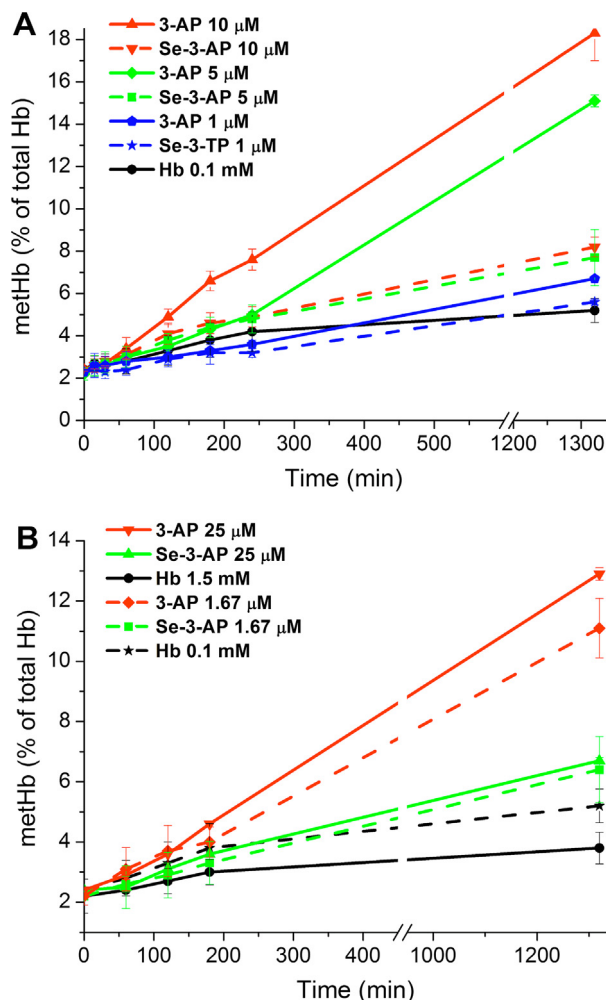 A
3-AP 10 μM
Se-3-AP 10 μM
3-AP 5 μM
Se-3-AP 5 μM
3-AP 1 μM
Se-3-TP 1 μM
Hb 0.1 mM
metHb (% of total Hb)
18
16
14
12
10
8
6
4
2
0
0 100 200 300 400 500 1200 1300
Time (min)
B
3-AP 25 μM
Se-3-AP 25 μM
Hb 1.5 mM
3-AP 1.67 μM
Se-3-AP 1.67 μM
Hb 0.1 mM
metHb (% of total Hb)
14
12
10
8
6
4
2
0 100 200 300 400 1000 1200
Time (min)